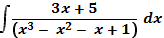 ∫ 3x + 5 / (x³ − x² − x + 1) dx